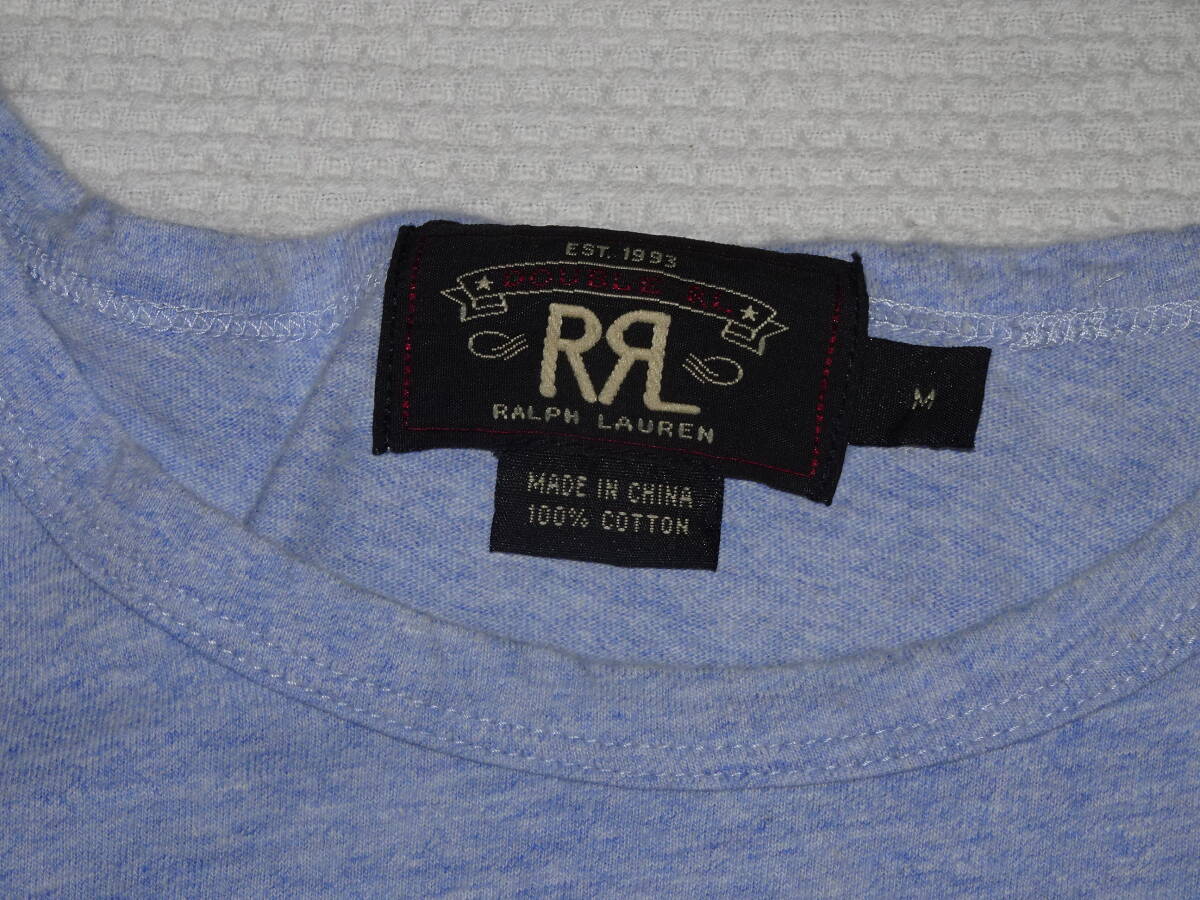 EST. 1993
DOUBLE RL
RRL
RALPH LAUREN
M
MADE IN CHINA
100% COTTON